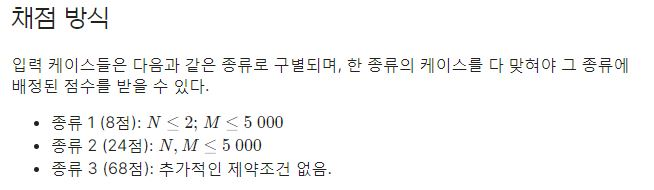 채점 방식
입력 케이스들은 다음과 같은 종류로 구별되며, 한 종류의 케이스를 다 맞혀야 그 종류에
배정된 점수를 받을 수 있다.
• 종류 1 (8점): N ≤ 2; M ≤ 5 000
• 종류 2 (24점): N, M ≤ 5 000
• 종류 3 (68점): 추가적인 제약조건 없음.